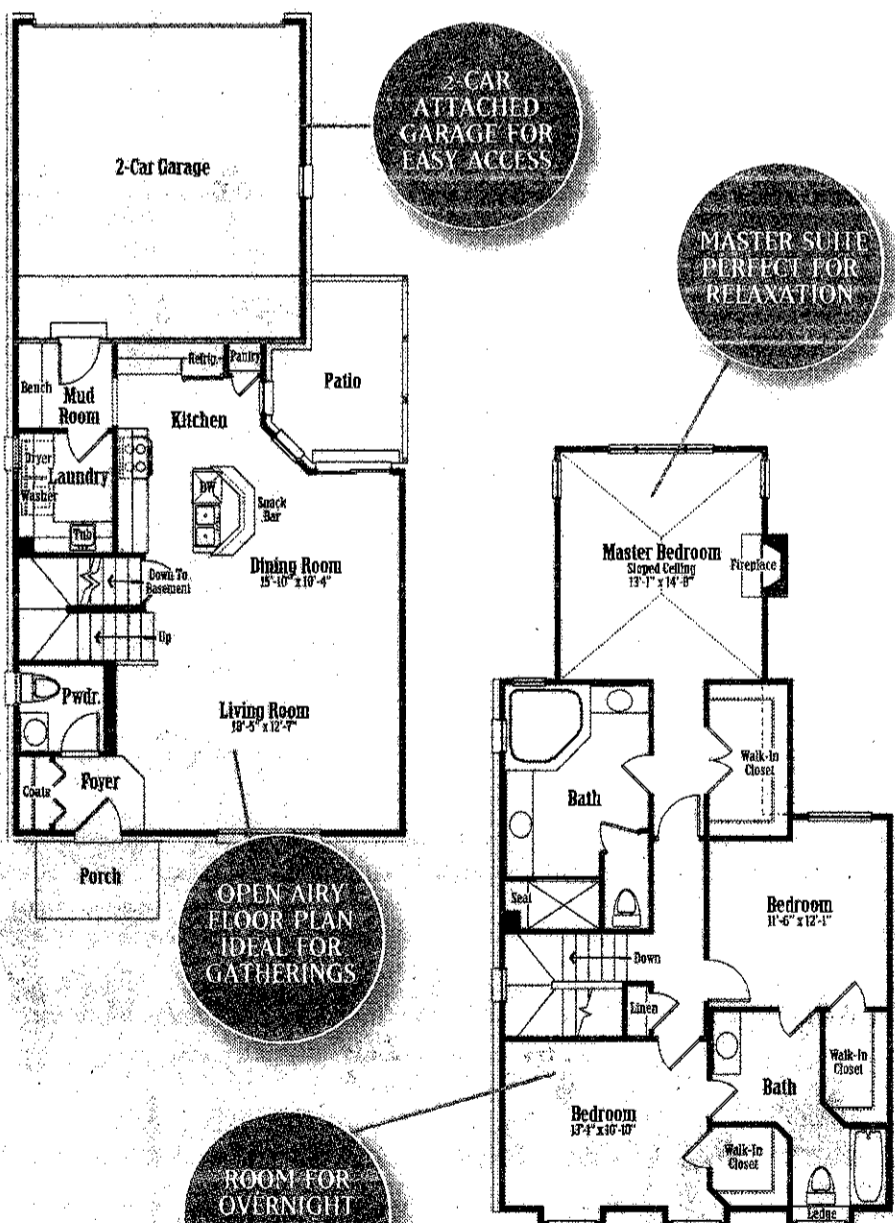 2-CAR
ATTACHED
GARAGE FOR
EASY ACCESS
2-Car Garage
MASTER SUITE
PERFECT FOR
RELAXATION
Refrig.
Pantry
Patio
Bench
Mud
Room
Kitchen
Dryer
Laundry
Washer
DW
Snack
Bar
Tub
Down To
Basement
Dining Room
15'-10" x 10'-4"
Up
Pwdr.
Living Room
18'-5" x 12'-7"
Coats
Foyer
Porch
OPEN AIRY
FLOOR PLAN
IDEAL FOR
GATHERINGS
Master Bedroom
Sloped Ceiling
13'-1" x 14'-8"
Fireplace
Walk-In
Closet
Bath
Seat
Bedroom
11'-6" x 12'-1"
Down
Linen
Walk-In
Closet
Bath
Bedroom
13'-4" x 10'-10"
Walk-In
Closet
Ledge
ROOM FOR
OVERNIGHT